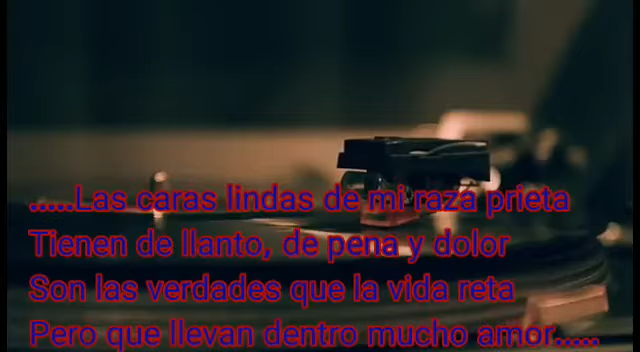 .....Las caras lindas de mi raza prieta
Tienen de llanto, de pena y dolor
Son las verdades que la vida reta
Pero que llevan dentro mucho amor.....